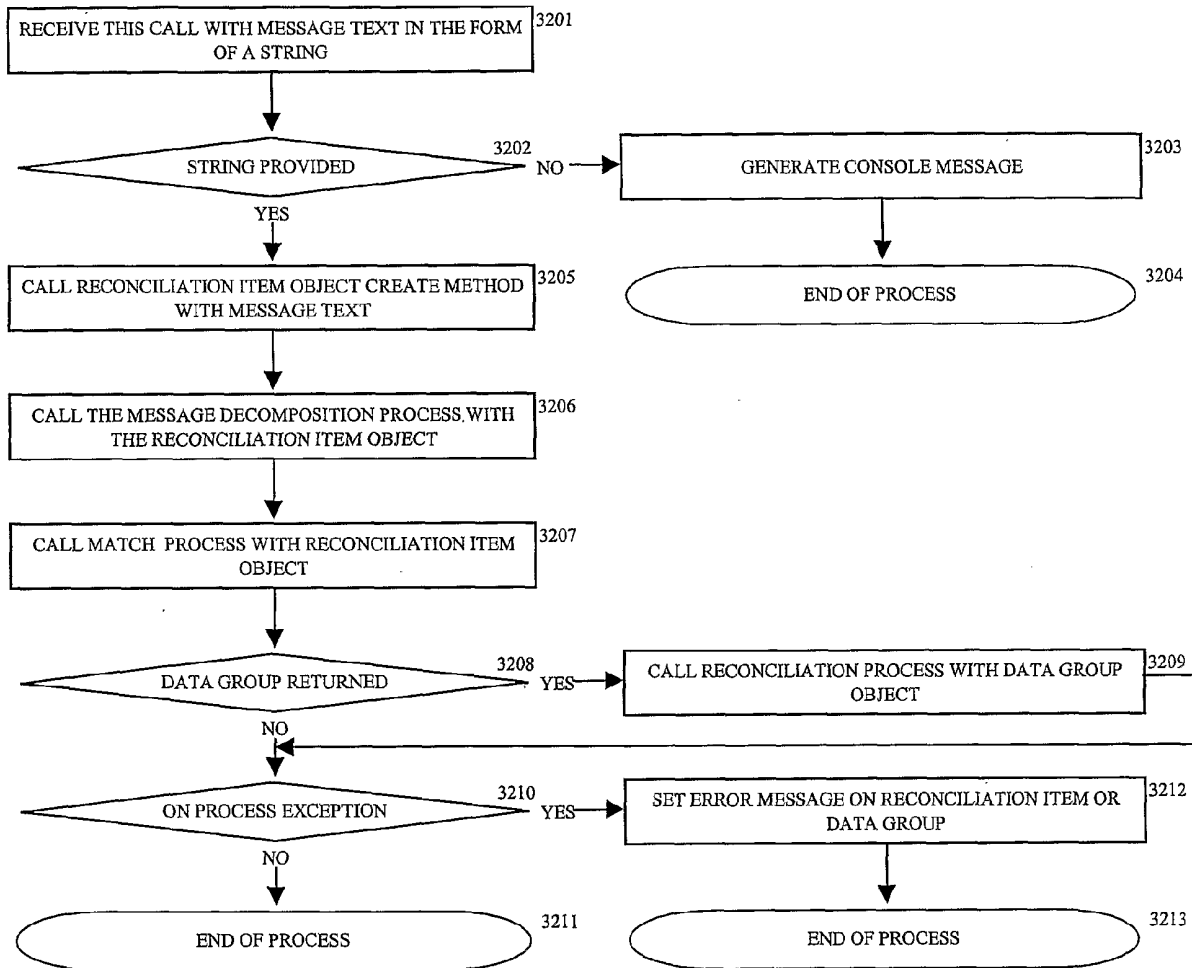 RECEIVE THIS CALL WITH MESSAGE TEXT IN THE FORM
OF A STRING
3201
STRING PROVIDED
3202
NO
YES
GENERATE CONSOLE MESSAGE
3203
END OF PROCESS
3204
CALL RECONCILIATION ITEM OBJECT CREATE METHOD
WITH MESSAGE TEXT
3205
CALL THE MESSAGE DECOMPOSITION PROCESS WITH
THE RECONCILIATION ITEM OBJECT
3206
CALL MATCH PROCESS WITH RECONCILIATION ITEM
OBJECT
3207
DATA GROUP RETURNED
3208
YES
NO
CALL RECONCILIATION PROCESS WITH DATA GROUP
OBJECT
3209
ON PROCESS EXCEPTION
3210
YES
NO
SET ERROR MESSAGE ON RECONCILIATION ITEM OR
DATA GROUP
3212
END OF PROCESS
3211
END OF PROCESS
3213